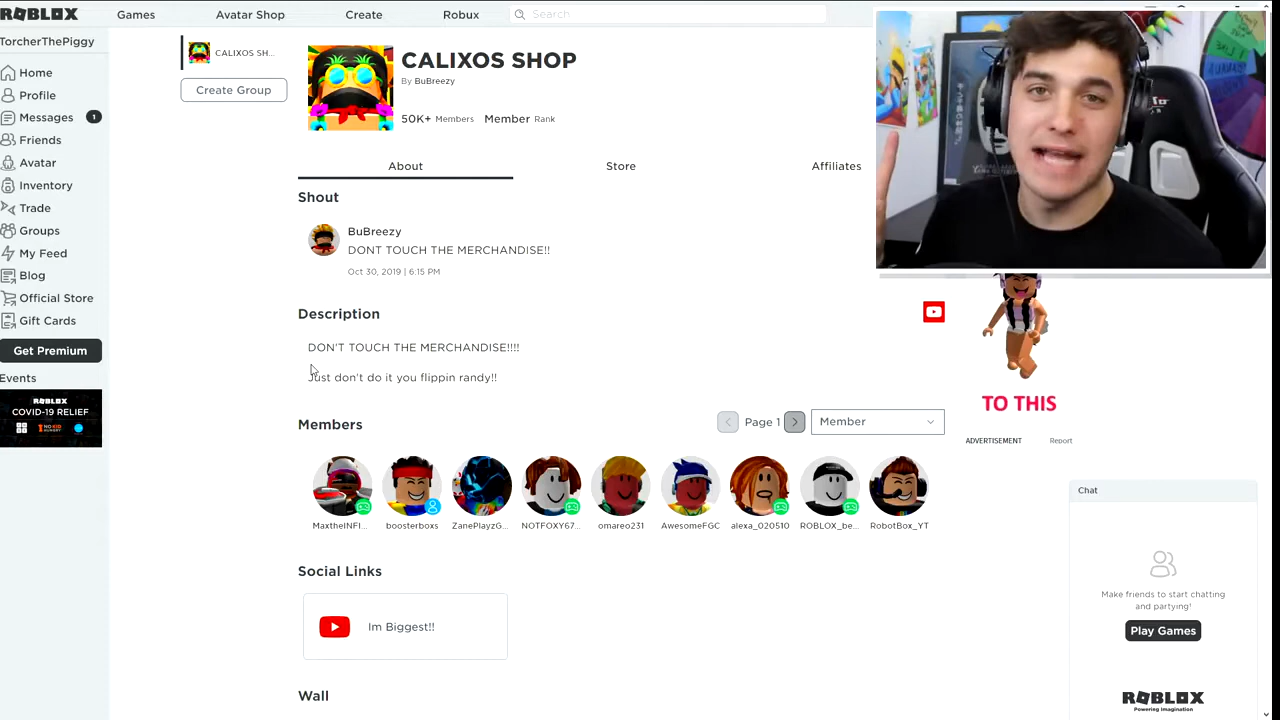 ROBLOX
Games
Avatar Shop
Create
Robux
Search
TorcherThePiggy
Home
Profile
Messages
1
Friends
Avatar
Inventory
Trade
Groups
My Feed
Blog
Official Store
Gift Cards
Get Premium
Events
ROBLOX
COVID-19 RELIEF
NO KID
HUNGRY
CALIXOS SH...
Create Group
CALIXOS SHOP
By BuBreezy
50K+ Members Member Rank
About
Store
Affiliates
Shout
BuBreezy
DONT TOUCH THE MERCHANDISE!!
Oct 30, 2019 | 6:15 PM
Description
DON'T TOUCH THE MERCHANDISE!!!!
Just don't do it you flippin randy!!
Members
Page 1
Member
MaxtheINFI...
boosterboxs
ZanePlayzG...
NOTFOXY67...
omareo231
AwesomeFGC
alexa_020510
ROBLOX_be...
RobotBox_YT
Social Links
Im Biggest!!
Wall
TO THIS
ADVERTISEMENT
Report
Chat
Make friends to start chatting
and partying!
Play Games
ROBLOX
Powering Imagination